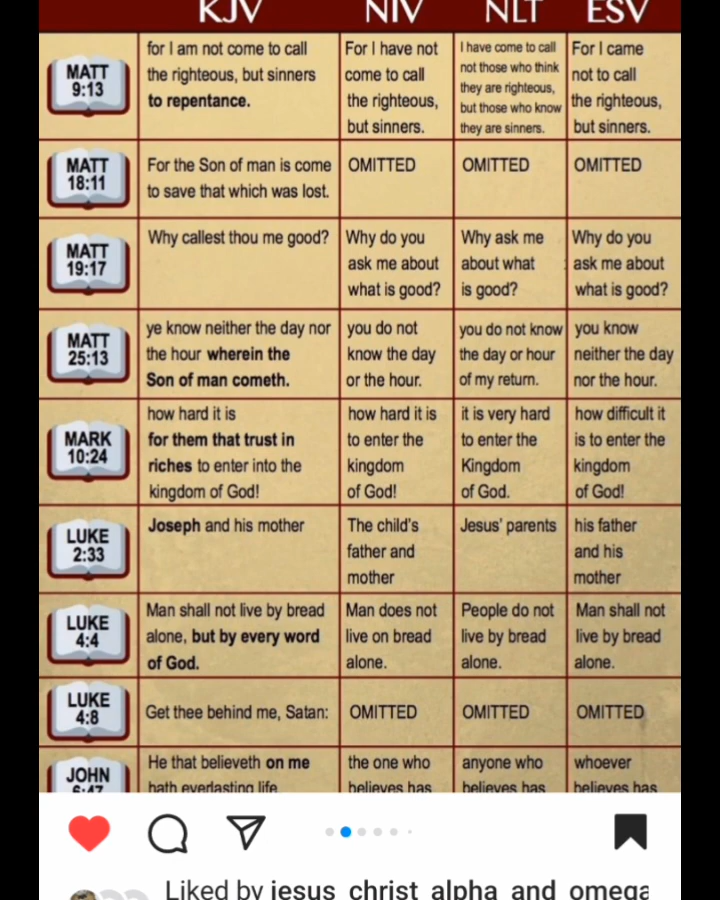 KJV NIV NLT ESV
MATT
9:13
for I am not come to call
the righteous, but sinners
to repentance.
For I have not
come to call
the righteous,
but sinners.
I have come to call
not those who think
they are righteous,
but those who know
they are sinners.
For I came
not to call
the righteous,
but sinners.
MATT
18:11
For the Son of man is come
to save that which was lost.
OMITTED
OMITTED
OMITTED
MATT
19:17
Why callest thou me good?
Why do you
ask me about
what is good?
Why ask me
about what
is good?
Why do you
ask me about
what is good?
MATT
25:13
ye know neither the day nor
the hour wherein the
Son of man cometh.
you do not
know the day
or the hour.
you do not know
the day or hour
of my return.
you know
neither the day
nor the hour.
MARK
10:24
how hard it is
for them that trust in
riches to enter into the
kingdom of God!
how hard it is
to enter the
kingdom
of God!
it is very hard
to enter the
Kingdom
of God.
how difficult it
is to enter the
kingdom
of God!
LUKE
2:33
Joseph and his mother
The child's
father and
mother
Jesus' parents
his father
and his
mother
LUKE
4:4
Man shall not live by bread
alone, but by every word
of God.
Man does not
live on bread
alone.
People do not
live by bread
alone.
Man shall not
live by bread
alone.
LUKE
4:8
Get thee behind me, Satan:
OMITTED
OMITTED
OMITTED
JOHN
6:47
He that believeth on me
hath everlasting life
the one who
believes has
anyone who
believes has
whoever
believes has
Liked by jesus_christ_alpha_and_omega